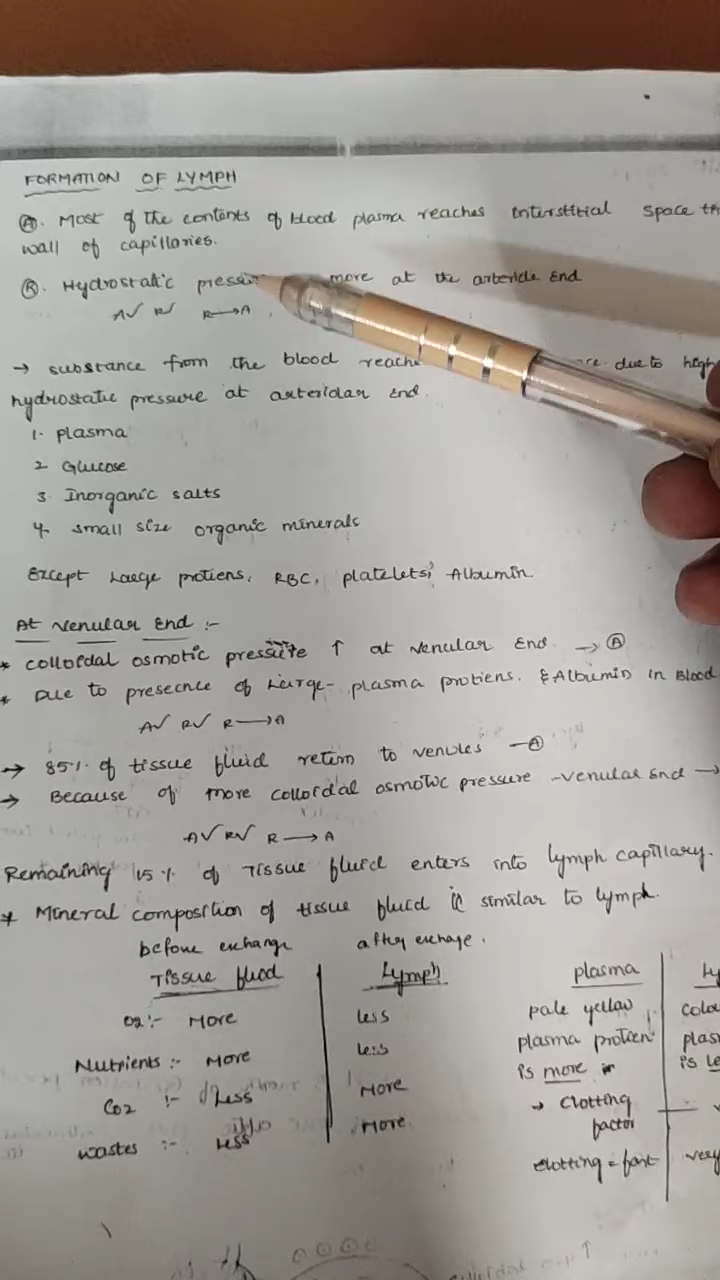 FORMATION OF LYMPH
(A). Most of the contents of blood plasma reaches interstitial space
wall of capillaries.
(R). Hydrostatic more at the arteriole End
A✓ R✓ R→A.
→ substance from the blood due to high
hydrostatic pressure at arteriolar End.
1. plasma
2 Glucose
3. Inorganic salts
4. small size organic minerals
Except Large protiens, RBC, platelets, Albumin
At venular End :-
* colloidal osmotic pressure ↑ at venular End. → (A)
* Due to presecnce of Large- plasma protiens. & Albumin in Blood
A✓ R✓ R→A
→ 85% of tissue fluid return to venules -(A)
→ Because of more colloidal osmotic pressure -venular End →
A✓ R✓ R→A
Remaining 15% of Tissue fluid enters into lymph capillary.
* Mineral composition of tissue fluid is similar to lymph.
before exchange after exchage.
Tissue fluod Lymph plasma
O2:- More less pale yellow
Nutrients :- More less plasma protien
is more is
CO2 :- Less More → Clotting
factor
wastes :- Less More
clotting = fast very